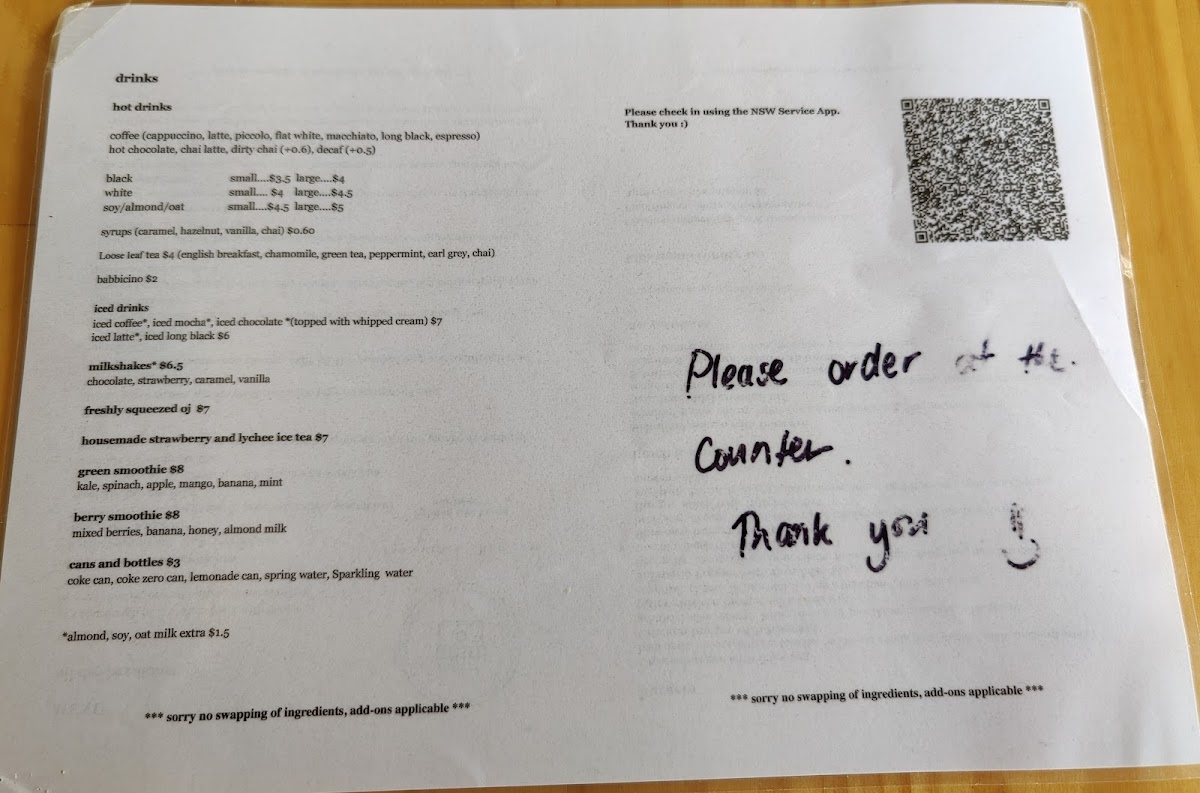 drinks
hot drinks
coffee (cappuccino, latte, piccolo, flat white, macchiato, long black, espresso)
hot chocolate, chai latte, dirty chai (+0.6), decaf (+0.5)
black small....$3.5 large....$4
white small.... $4 large....$4.5
soy/almond/oat small....$4.5 large....$5
syrups (caramel, hazelnut, vanilla, chai) $0.60
Loose leaf tea $4 (english breakfast, chamomile, green tea, peppermint, earl grey, chai)
babbicino $2
iced drinks
iced coffee*, iced mocha*, iced chocolate *(topped with whipped cream) $7
iced latte*, iced long black $6
milkshakes* $6.5
chocolate, strawberry, caramel, vanilla
freshly squeezed oj $7
housemade strawberry and lychee ice tea $7
green smoothie $8
kale, spinach, apple, mango, banana, mint
berry smoothie $8
mixed berries, banana, honey, almond milk
cans and bottles $3
coke can, coke zero can, lemonade can, spring water, Sparkling water
*almond, soy, oat milk extra $1.5
*** sorry no swapping of ingredients, add-ons applicable ***
Please check in using the NSW Service App.
Thank you :)
Please order at the.
Counter.
Thank you :)
*** sorry no swapping of ingredients, add-ons applicable ***